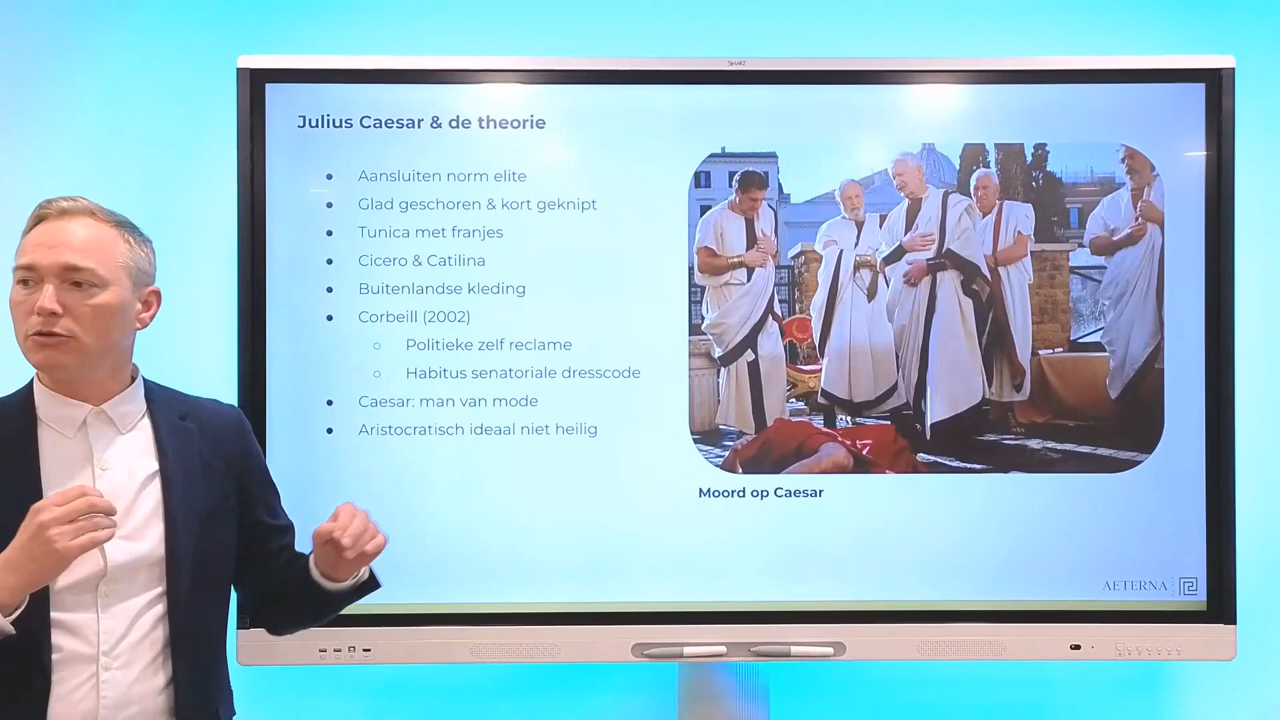 SMART
Julius Caesar & de theorie
Aansluiten norm elite
Glad geschoren & kort geknipt
Tunica met franjes
Cicero & Catilina
Buitenlandse kleding
Corbeill (2002)
Politieke zelf reclame
Habitus senatoriale dresscode
Caesar: man van mode
Aristocratisch ideaal niet heilig
Moord op Caesar
AETERNA